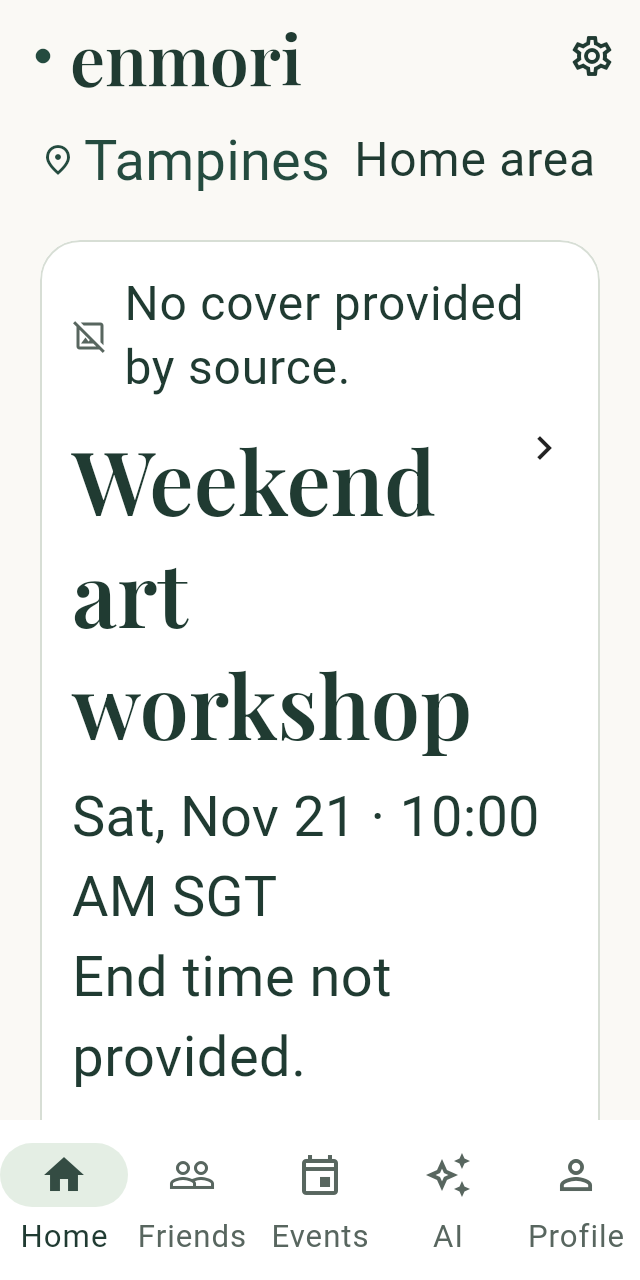 enmori
Tampines Home area
No cover provided
by source.
Weekend
art
workshop
Sat, Nov 21 · 10:00
AM SGT
End time not
provided.
Home Friends Events AI Profile